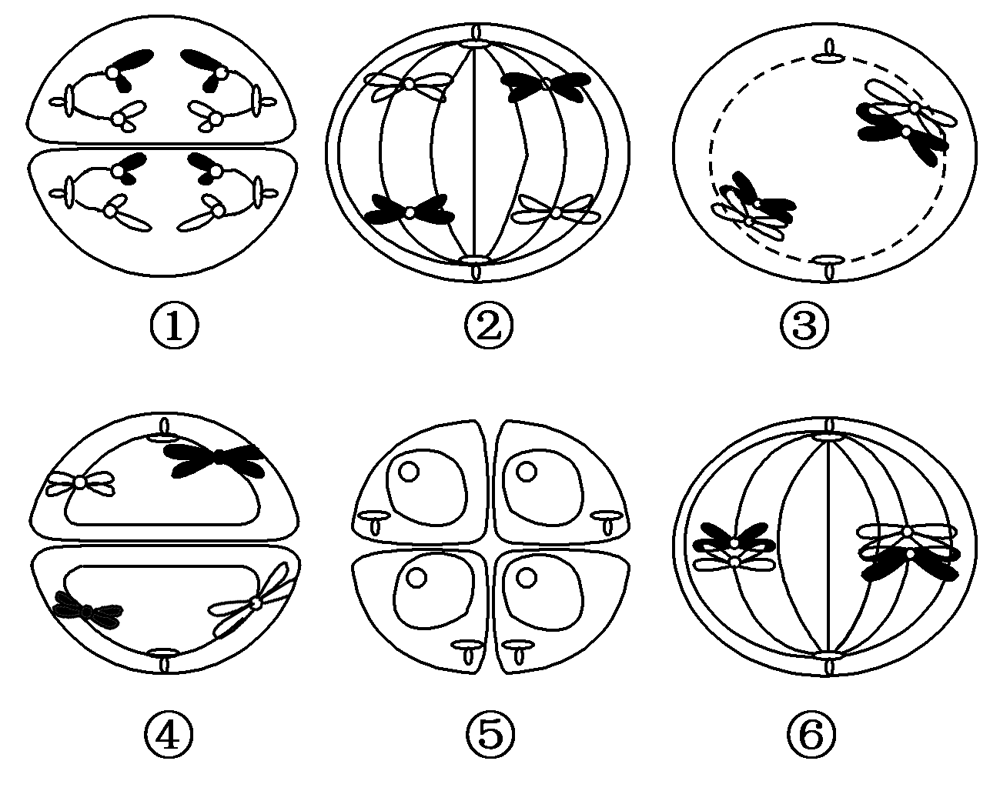 ① ② ③
④ ⑤ ⑥